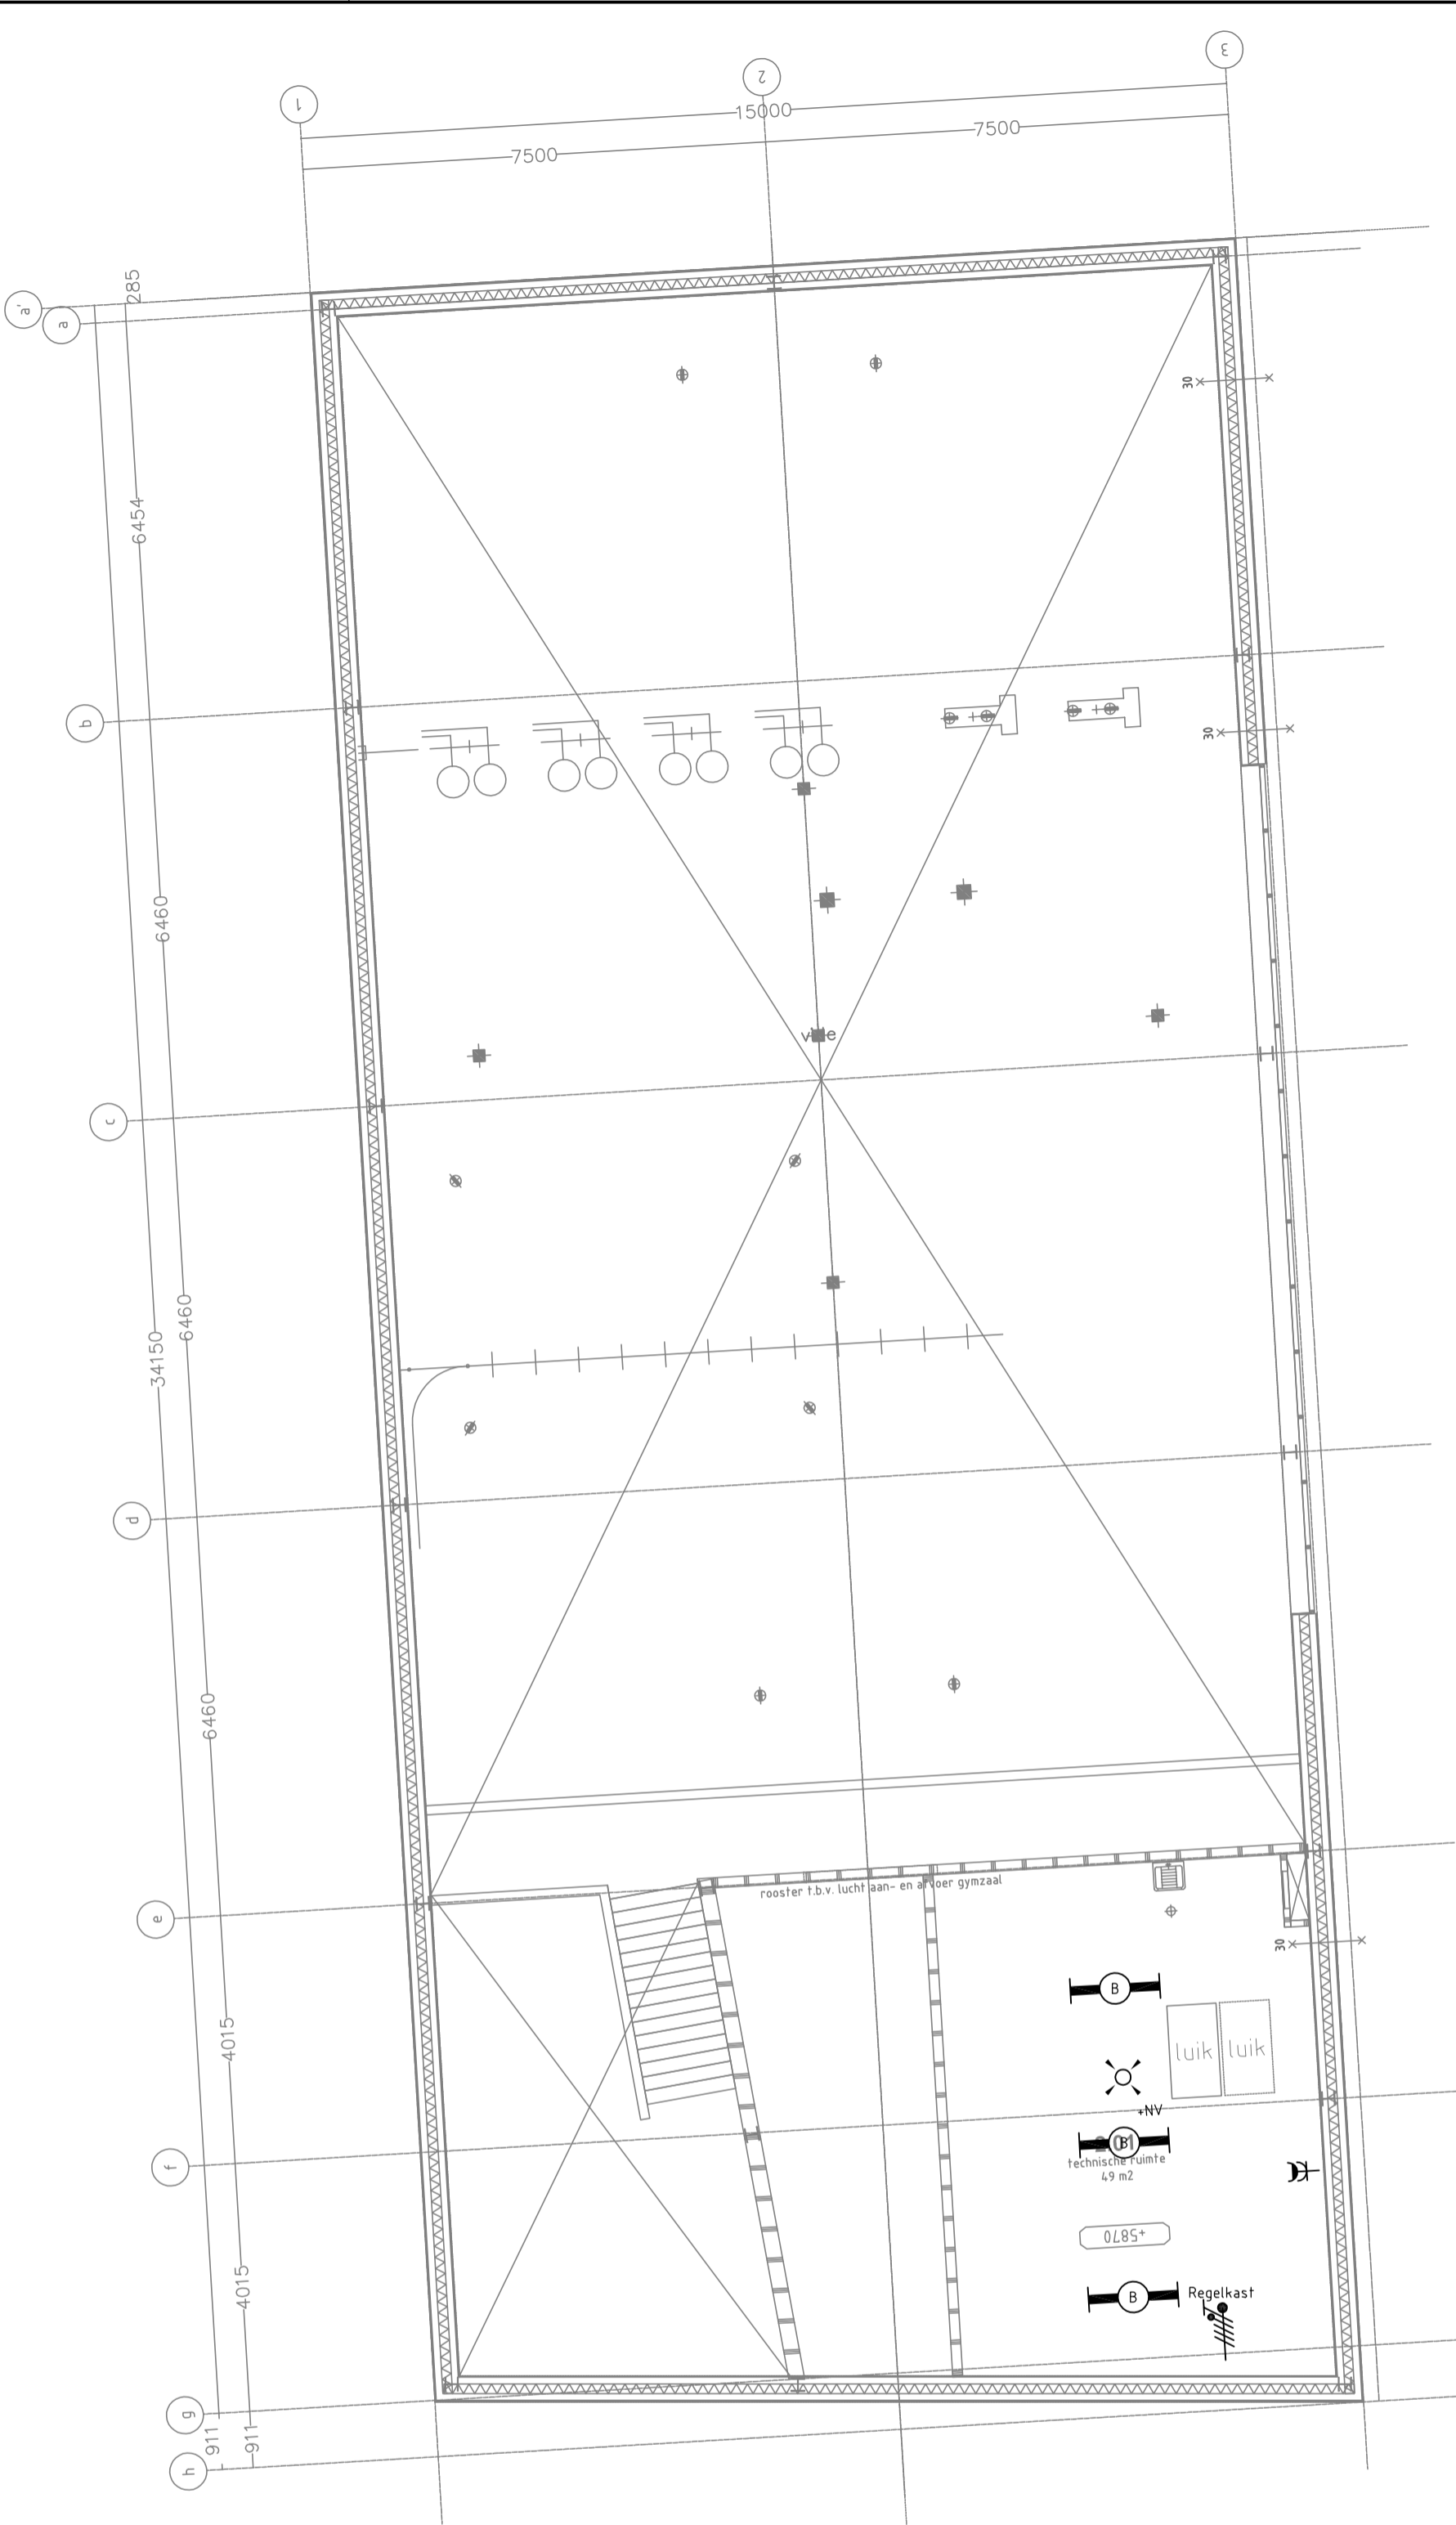 1
2
3
15000
7500
7500
a'
a
285
6454
30
b
30
6460
vide
c
6460
34150
d
6460
e
rooster t.b.v. lucht aan- en afvoer gymzaal
30
B
4015
luik
luik
+NV
B
201
technische ruimte
49 m2
f
+5870
4015
B
Regelkast
g
911
911
h